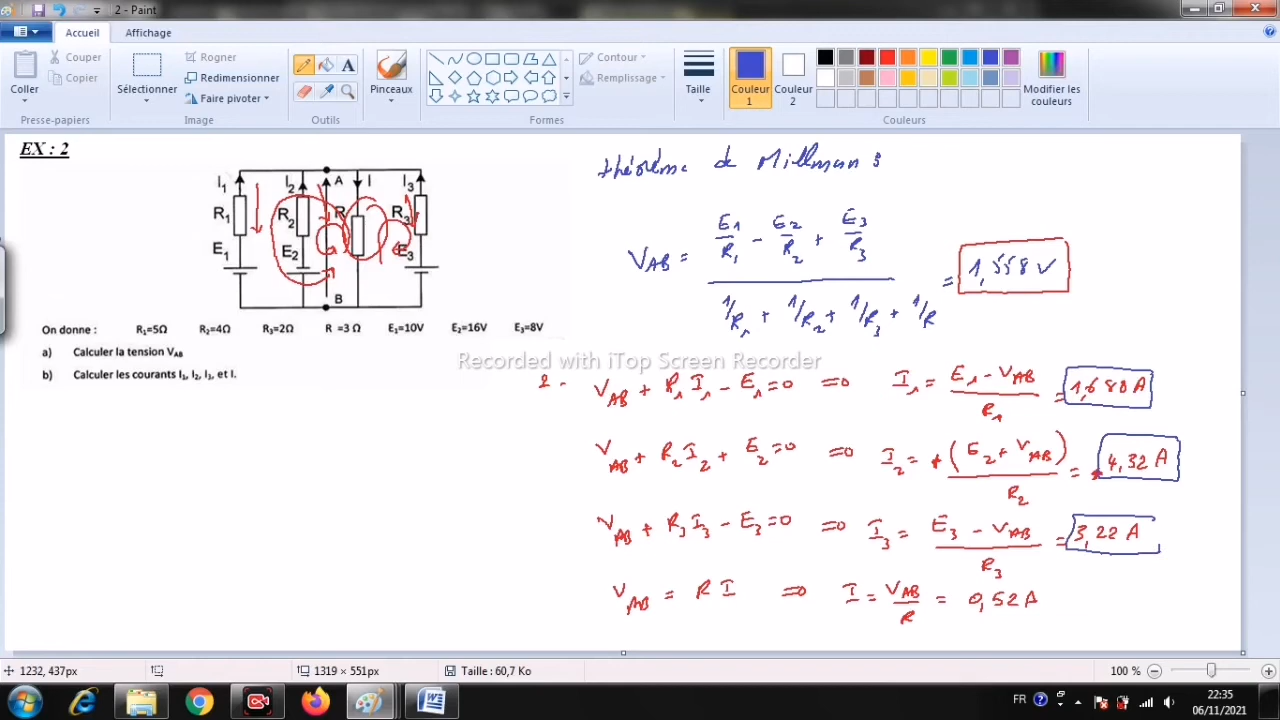 2 - Paint
Accueil Affichage
Coller
Couper
Copier
Presse-papiers
Sélectionner
Rogner
Redimensionner
Faire pivoter
Image
Outils
Pinceaux
Formes
Contour
Remplissage
Taille
Couleur 1
Couleur 2
Modifier les couleurs
Couleurs
EX : 2
I1 I2 A I I3
R1 R2 R R3
E1 E2 E3
B
On donne : R1=5Ω R2=4Ω R3=2Ω R =3 Ω E1=10V E2=16V E3=8V
a) Calculer la tension VAB
b) Calculer les courants I1, I2, I3, et I.
théorème de Millman :
VAB = (E1/R1 - E2/R2 + E3/R3) / (1/R1 + 1/R2 + 1/R3 + 1/R) = 1,558 V
Recorded with iTop Screen Recorder
2 - VAB + R1 I1 - E1 = 0 => I1 = (E1 - VAB)/R1 = 1,680 A
VAB + R2 I2 + E2 = 0 => I2 = + (E2 + VAB)/R2 = 4,32 A
VAB + R3 I3 - E3 = 0 => I3 = (E3 - VAB)/R3 = 3,22 A
VAB = R I => I = VAB/R = 0,52 A
1232, 437px 1319 × 551px Taille : 60,7 Ko 100 %
FR 22:35
06/11/2021